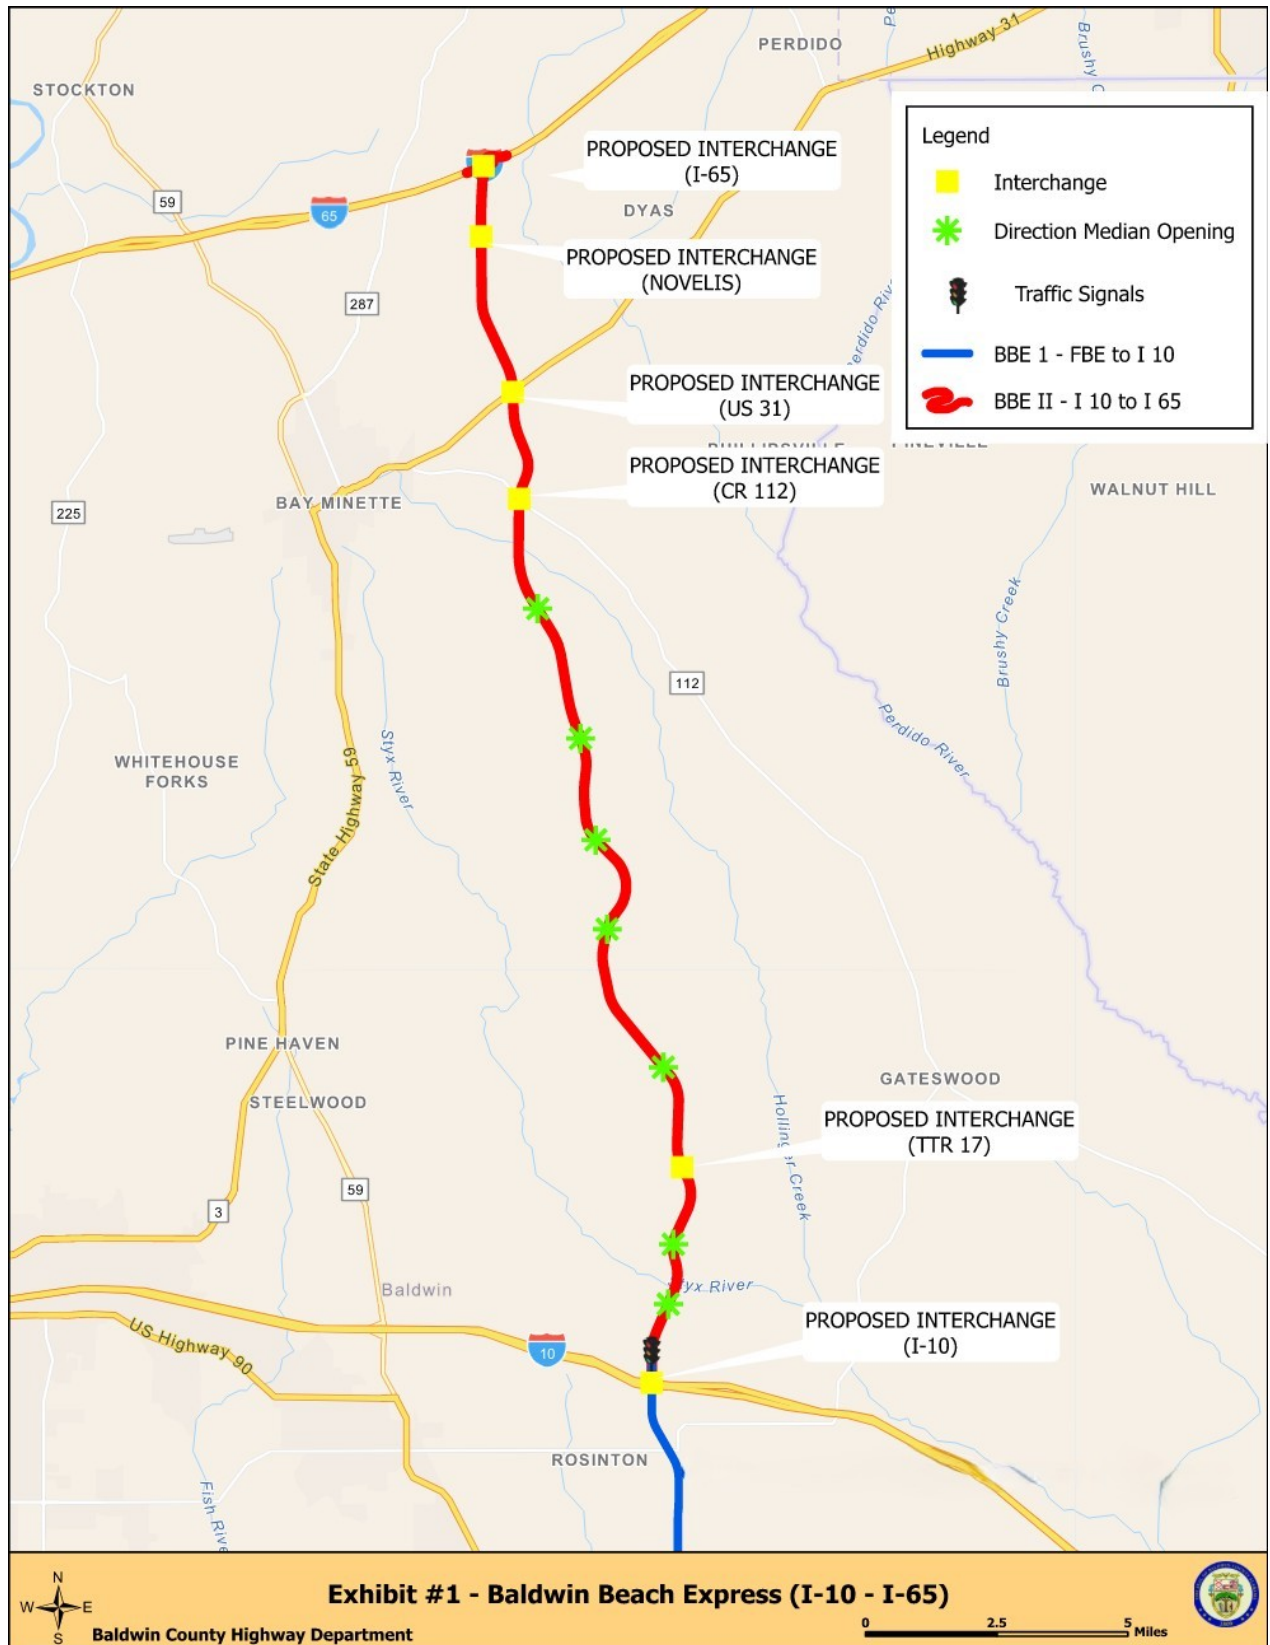 PERDIDO
Highway 31
STOCKTON
PROPOSED INTERCHANGE
(I-65)
59
65
DYAS
PROPOSED INTERCHANGE
(NOVELIS)
287
Legend
Interchange
Direction Median Opening
Traffic Signals
BBE 1 - FBE to I 10
BBE II - I 10 to I 65
PROPOSED INTERCHANGE
(US 31)
PROPOSED INTERCHANGE
(CR 112)
BAY MINETTE
225
WALNUT HILL
Brushy Creek
112
Perdido River
WHITEHOUSE
FORKS
Styx River
State Highway 59
PINE HAVEN
STEELWOOD
GATESWOOD
PROPOSED INTERCHANGE
(TTR 17)
59
3
Baldwin
Styx River
PROPOSED INTERCHANGE
(I-10)
US Highway 90
10
ROSINTON
N
W E
S
Exhibit #1 - Baldwin Beach Express (I-10 - I-65)
Baldwin County Highway Department
0 2.5 5 Miles